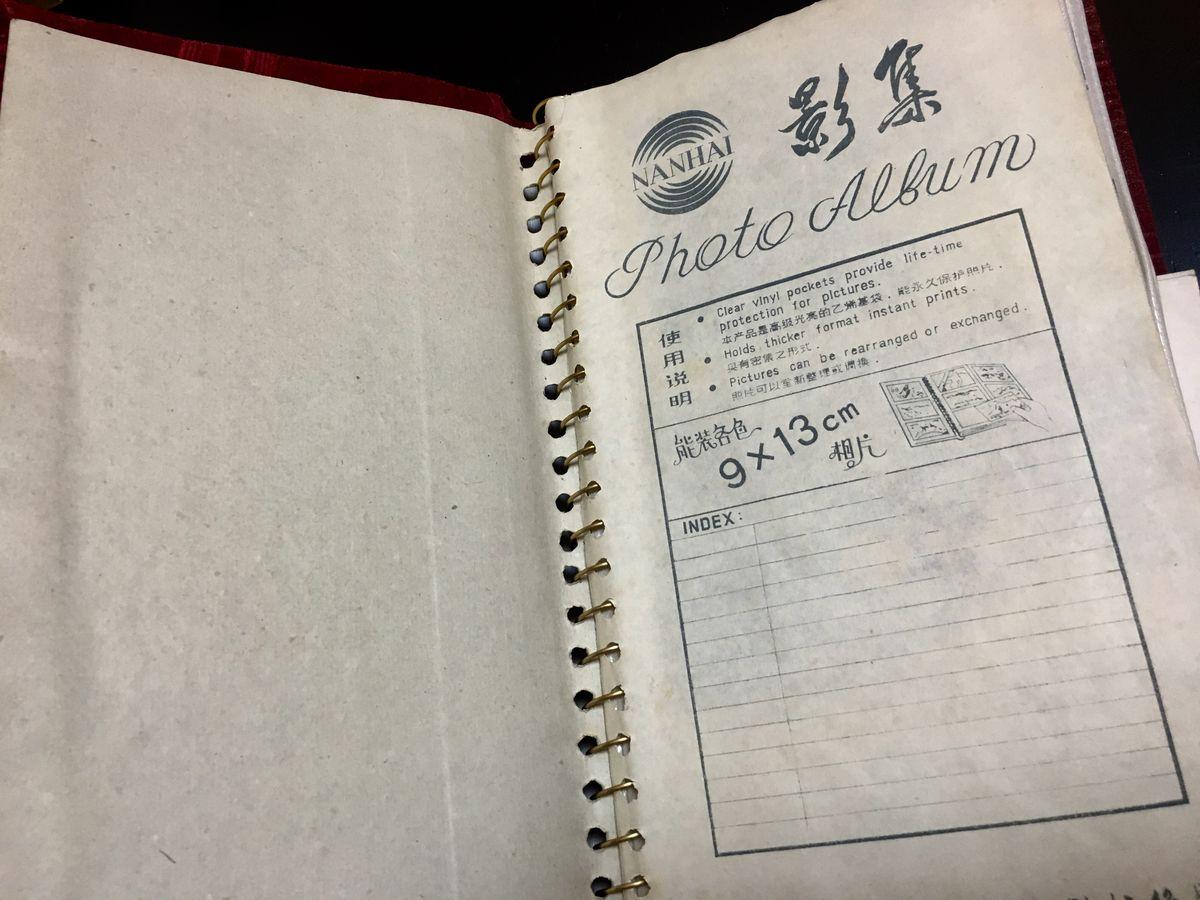 NANHAI
影集
Photo Album
使用说明
• Clear vinyl pockets provide life-time
protection for pictures.
本产品是高级光亮的乙烯基袋．能永久保护照片．
• Holds thicker format instant prints.
具有密集之形式．
• Pictures can be rearranged or exchanged.
照片可以重新整理或调换．
能装各色
9×13cm
相片
INDEX: